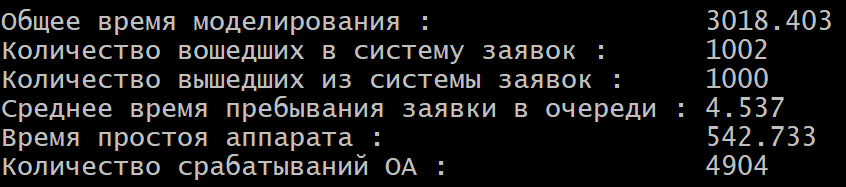 Общее время моделирования : 3018.403
Количество вошедших в систему заявок : 1002
Количество вышедших из системы заявок : 1000
Среднее время пребывания заявки в очереди : 4.537
Время простоя аппарата : 542.733
Количество срабатываний ОА : 4904